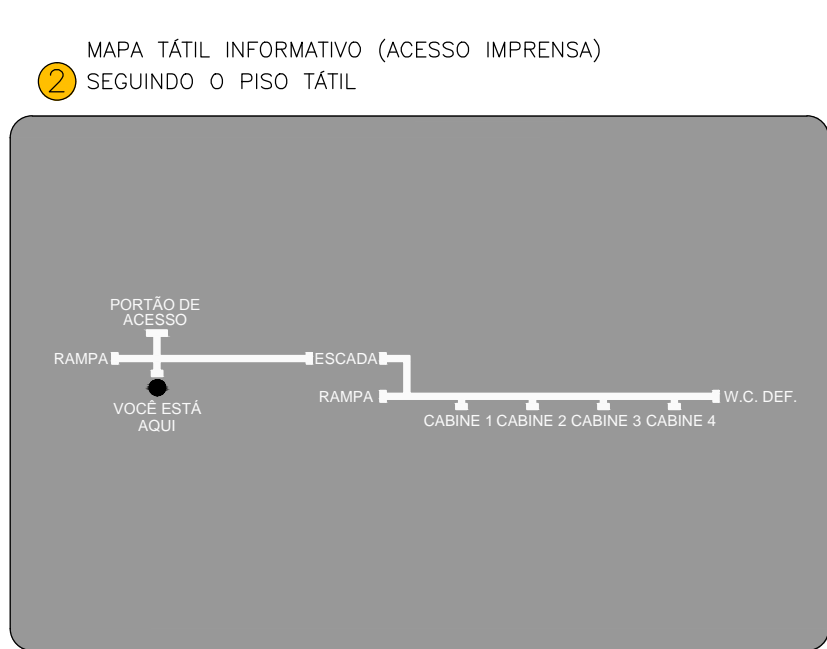 MAPA TÁTIL INFORMATIVO (ACESSO IMPRENSA)
2 SEGUINDO O PISO TÁTIL
PORTÃO DE
ACESSO
RAMPA
ESCADA
VOCÊ ESTÁ
AQUI
RAMPA
W.C. DEF.
CABINE 1 CABINE 2 CABINE 3 CABINE 4